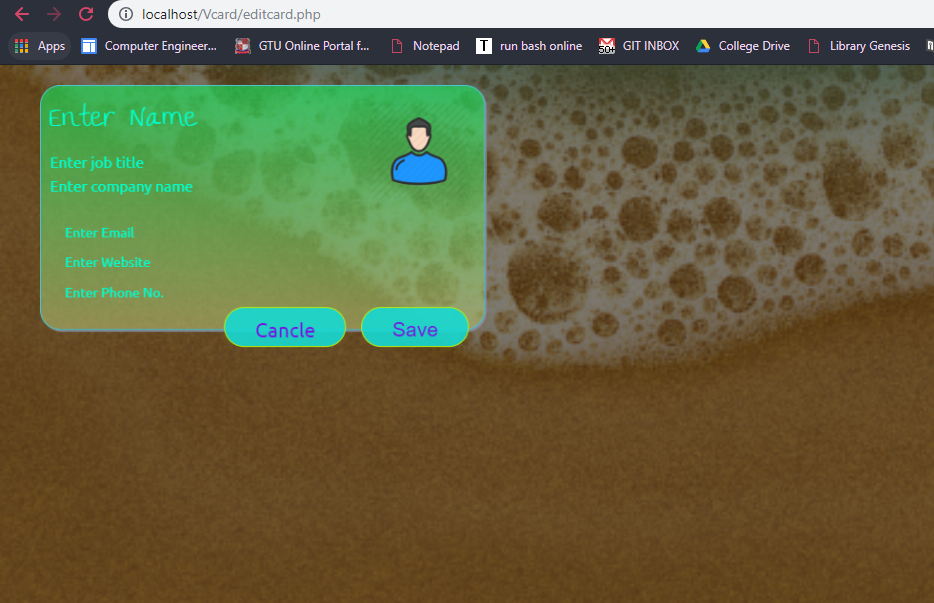 localhost/Vcard/editcard.php
Apps Computer Engineer... GTU Online Portal f... Notepad T run bash online 50+ GIT INBOX College Drive Library Genesis
Enter Name
Enter job title
Enter company name
Enter Email
Enter Website
Enter Phone No.
Cancle Save